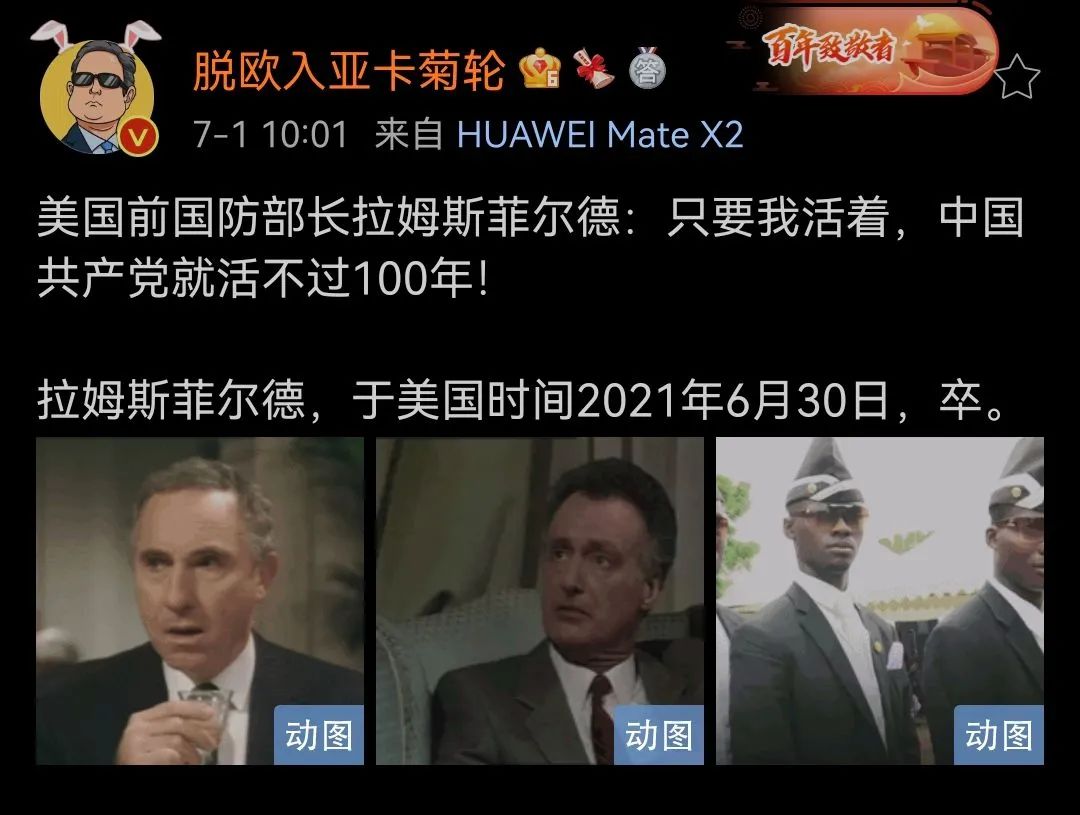 脱欧入亚卡菊轮
6
答
V
百年致敬者
7-1 10:01 来自 HUAWEI Mate X2
美国前国防部长拉姆斯菲尔德：只要我活着，中国
共产党就活不过100年！
拉姆斯菲尔德，于美国时间2021年6月30日，卒。
动图
动图
动图